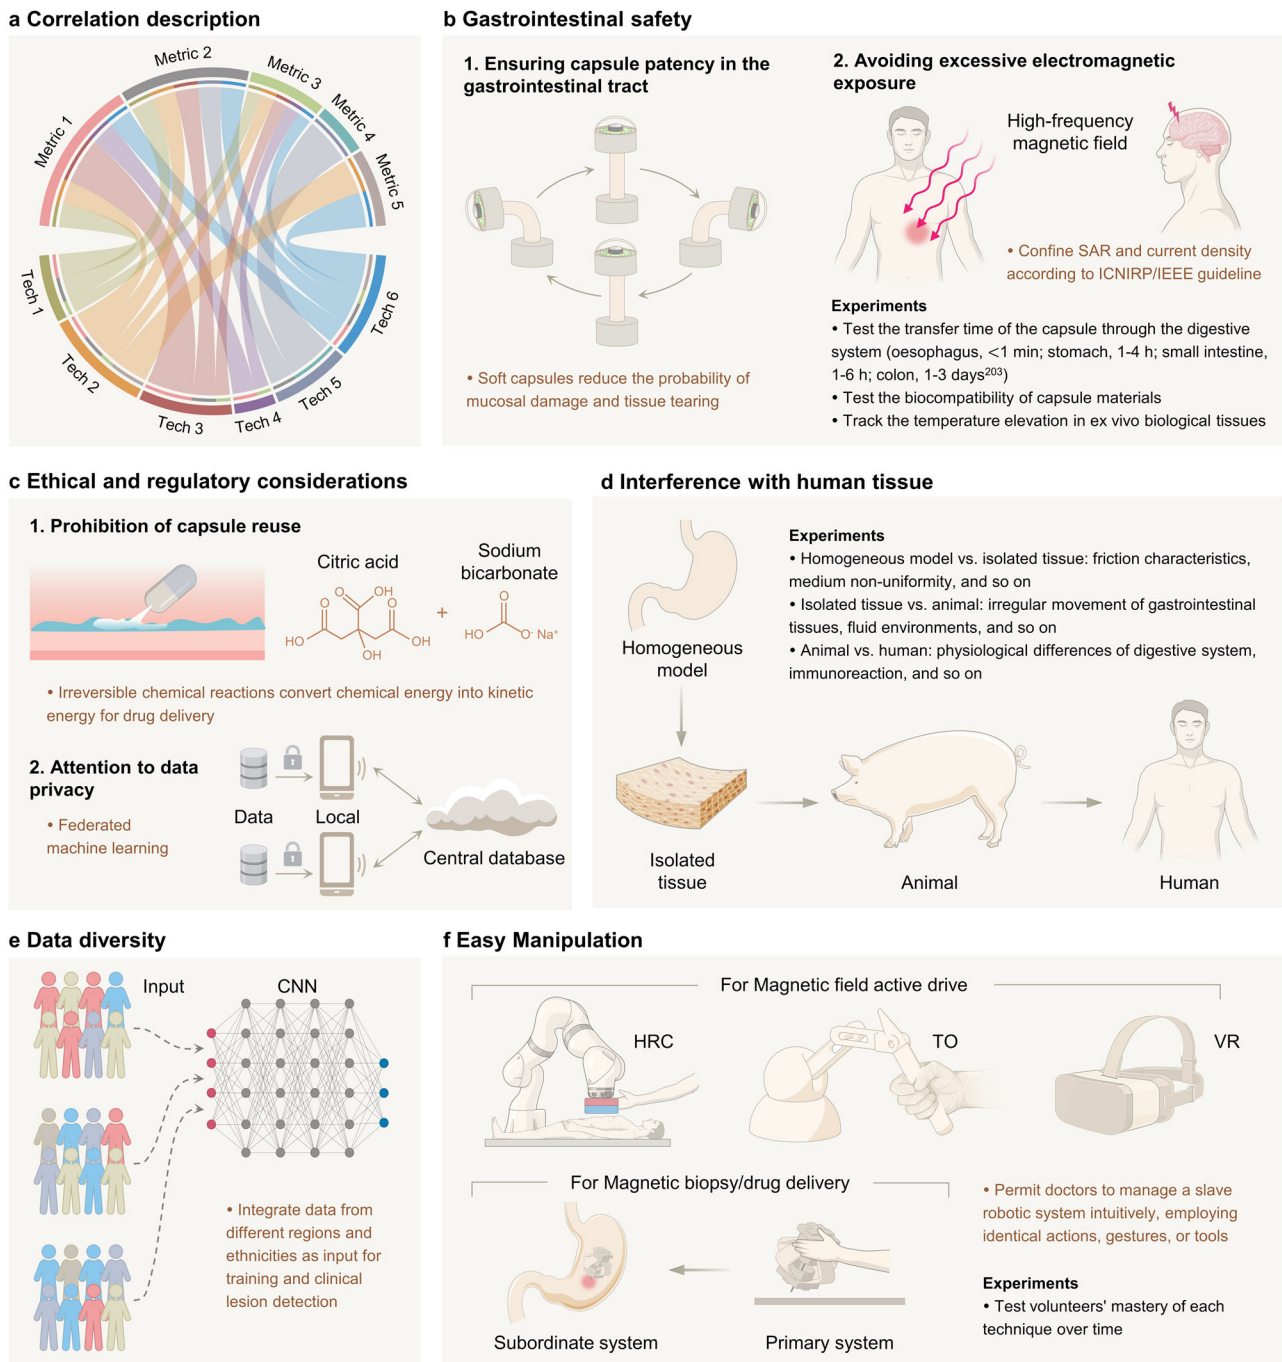 a Correlation description
Metric 1
Metric 2
Metric 3
Metric 4
Metric 5
Tech 1
Tech 2
Tech 3
Tech 4
Tech 5
Tech 6
b Gastrointestinal safety
1. Ensuring capsule patency in the
gastrointestinal tract
• Soft capsules reduce the probability of
mucosal damage and tissue tearing
2. Avoiding excessive electromagnetic
exposure
High-frequency
magnetic field
• Confine SAR and current density
according to ICNIRP/IEEE guideline
Experiments
• Test the transfer time of the capsule through the digestive
system (oesophagus, <1 min; stomach, 1-4 h; small intestine,
1-6 h; colon, 1-3 days²⁰³)
• Test the biocompatibility of capsule materials
• Track the temperature elevation in ex vivo biological tissues
c Ethical and regulatory considerations
1. Prohibition of capsule reuse
Citric acid
Sodium
bicarbonate
O
O
OH
O
HO
OH
OH
+
O
HO
O⁻ Na⁺
• Irreversible chemical reactions convert chemical energy into kinetic
energy for drug delivery
2. Attention to data
privacy
• Federated
machine learning
Data
Local
Central database
d Interference with human tissue
Homogeneous
model
Experiments
• Homogeneous model vs. isolated tissue: friction characteristics,
medium non-uniformity, and so on
• Isolated tissue vs. animal: irregular movement of gastrointestinal
tissues, fluid environments, and so on
• Animal vs. human: physiological differences of digestive system,
immunoreaction, and so on
Isolated
tissue
Animal
Human
e Data diversity
Input
CNN
• Integrate data from
different regions and
ethnicities as input for
training and clinical
lesion detection
f Easy Manipulation
For Magnetic field active drive
HRC
TO
VR
For Magnetic biopsy/drug delivery
Subordinate system
Primary system
• Permit doctors to manage a slave
robotic system intuitively, employing
identical actions, gestures, or tools
Experiments
• Test volunteers' mastery of each
technique over time